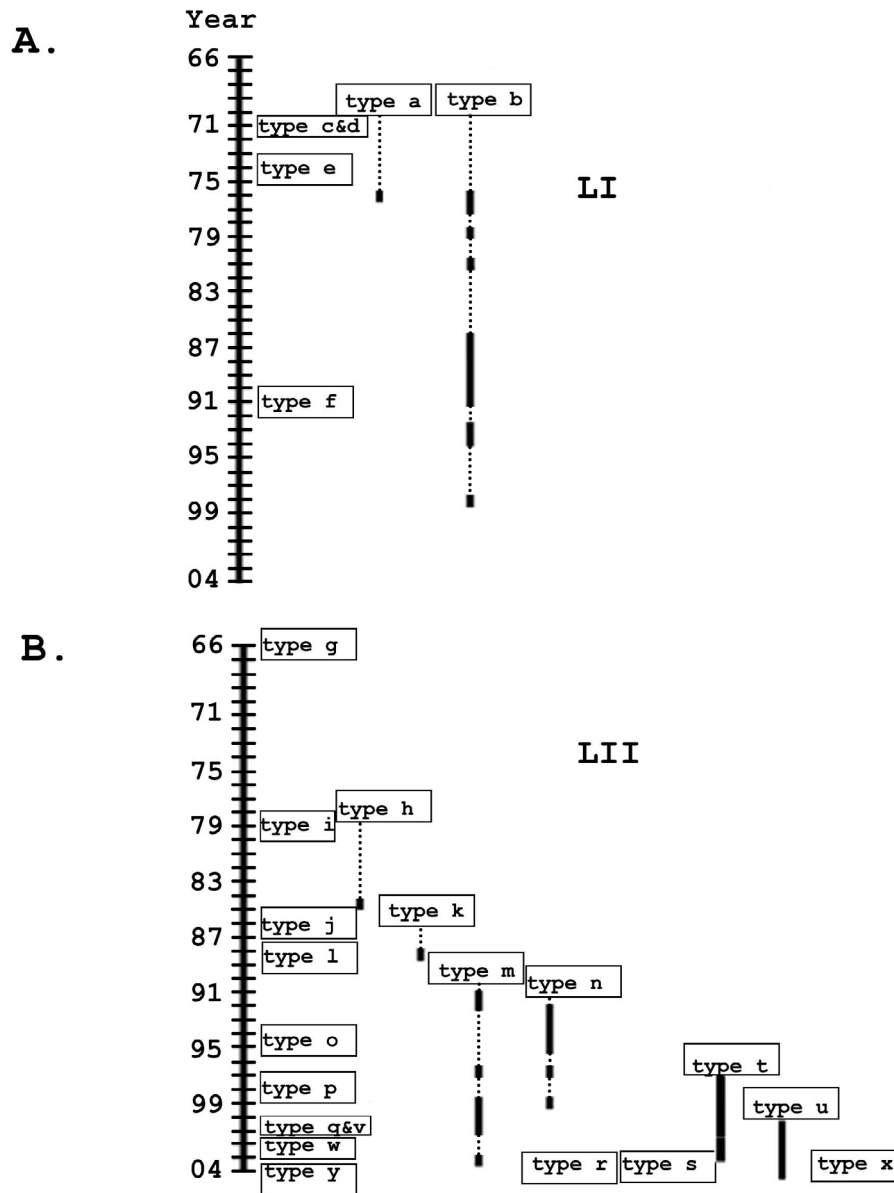 Year
A.
66
type a
type b
71
type c&d
type e
75
LI
79
83
87
91
type f
95
99
04
B.
66
type g
71
LII
75
type h
79
type i
83
type k
type j
87
type l
type m
type n
91
type o
95
type t
type p
99
type u
type q&v
type w
type r
type s
type x
04
type y